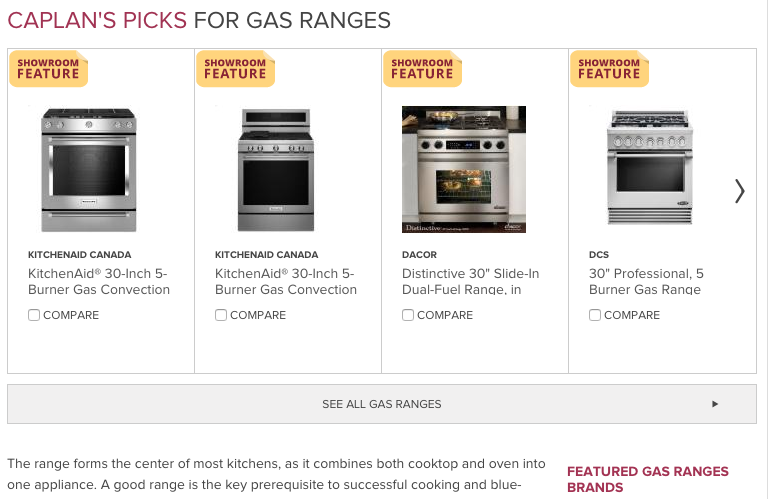 CAPLAN'S PICKS FOR GAS RANGES
SHOWROOM
FEATURE
SHOWROOM
FEATURE
SHOWROOM
FEATURE
SHOWROOM
FEATURE
Distinctive
KITCHENAID CANADA
KitchenAid® 30-Inch 5-
Burner Gas Convection
COMPARE
KITCHENAID CANADA
KitchenAid® 30-Inch 5-
Burner Gas Convection
COMPARE
DACOR
Distinctive 30" Slide-In
Dual-Fuel Range, in
COMPARE
DCS
30" Professional, 5
Burner Gas Range
COMPARE
SEE ALL GAS RANGES
The range forms the center of most kitchens, as it combines both cooktop and oven into
one appliance. A good range is the key prerequisite to successful cooking and blue-
FEATURED GAS RANGES
BRANDS